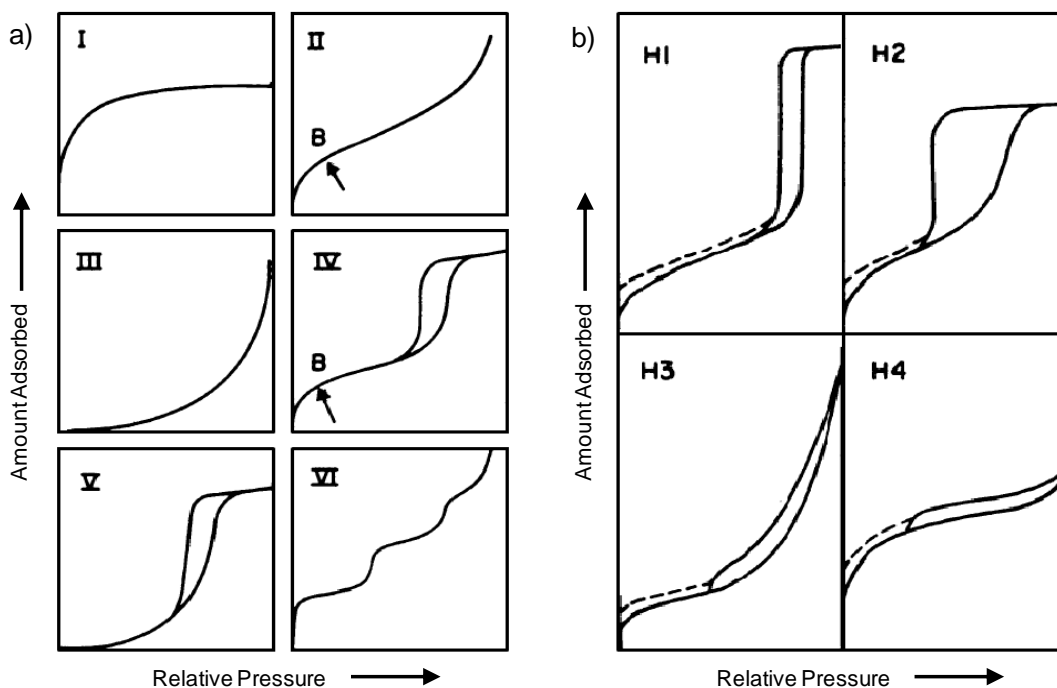 a)
I
II
B
III
IV
B
V
VI
Amount Adsorbed
Relative Pressure
b)
H1
H2
H3
H4
Amount Adsorbed
Relative Pressure